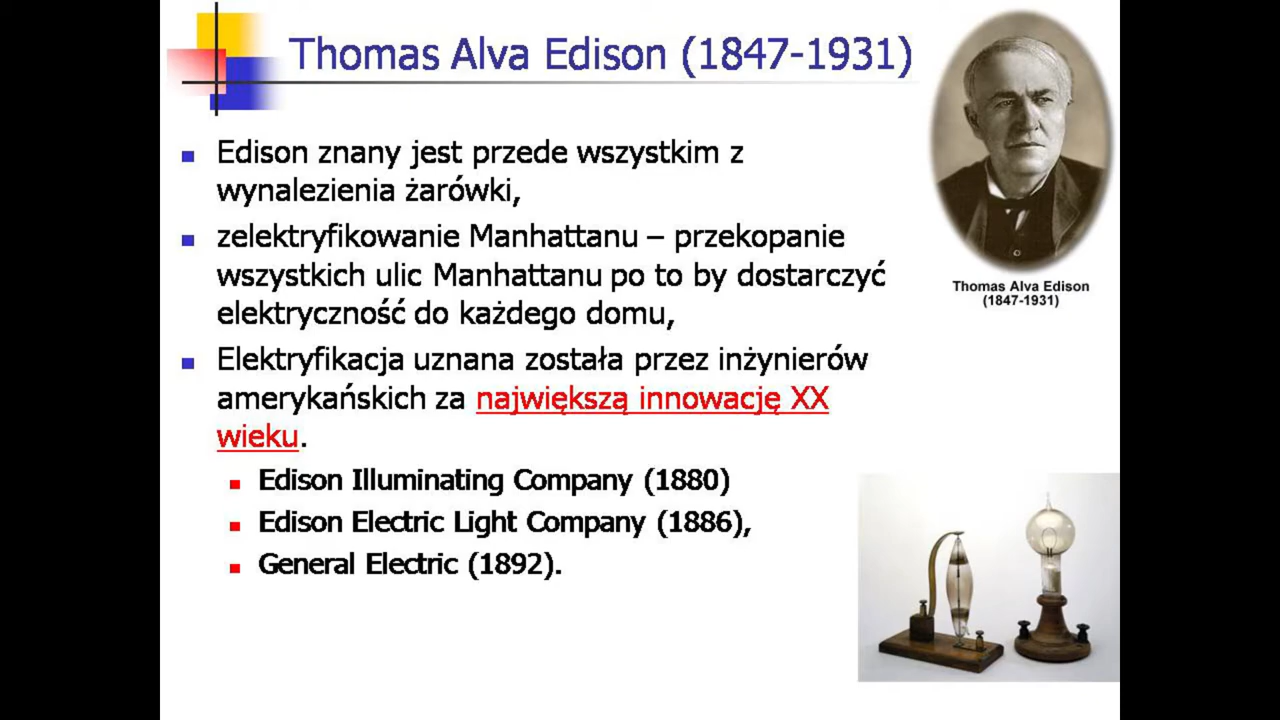 Thomas Alva Edison (1847-1931)
Edison znany jest przede wszystkim z
wynalezienia żarówki,
zelektryfikowanie Manhattanu – przekopanie
wszystkich ulic Manhattanu po to by dostarczyć
elektryczność do każdego domu,
Elektryfikacja uznana została przez inżynierów
amerykańskich za największą innowację XX
wieku.
Edison Illuminating Company (1880)
Edison Electric Light Company (1886),
General Electric (1892).
Thomas Alva Edison
(1847-1931)